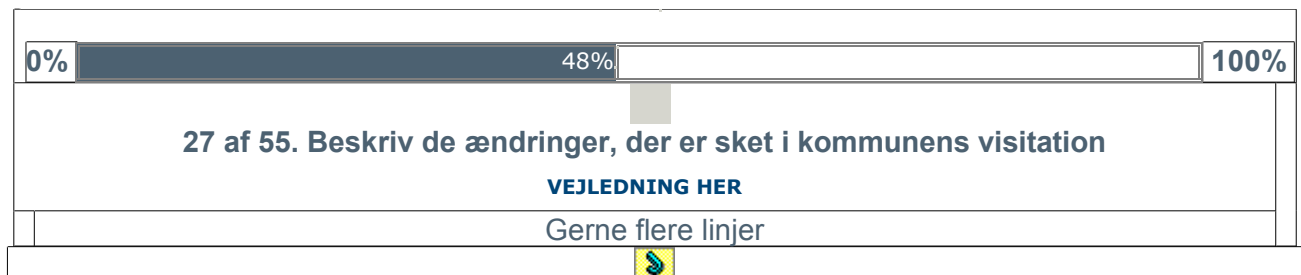 0% 48% 100%
27 af 55. Beskriv de ændringer, der er sket i kommunens visitation
VEJLEDNING HER
Gerne flere linjer